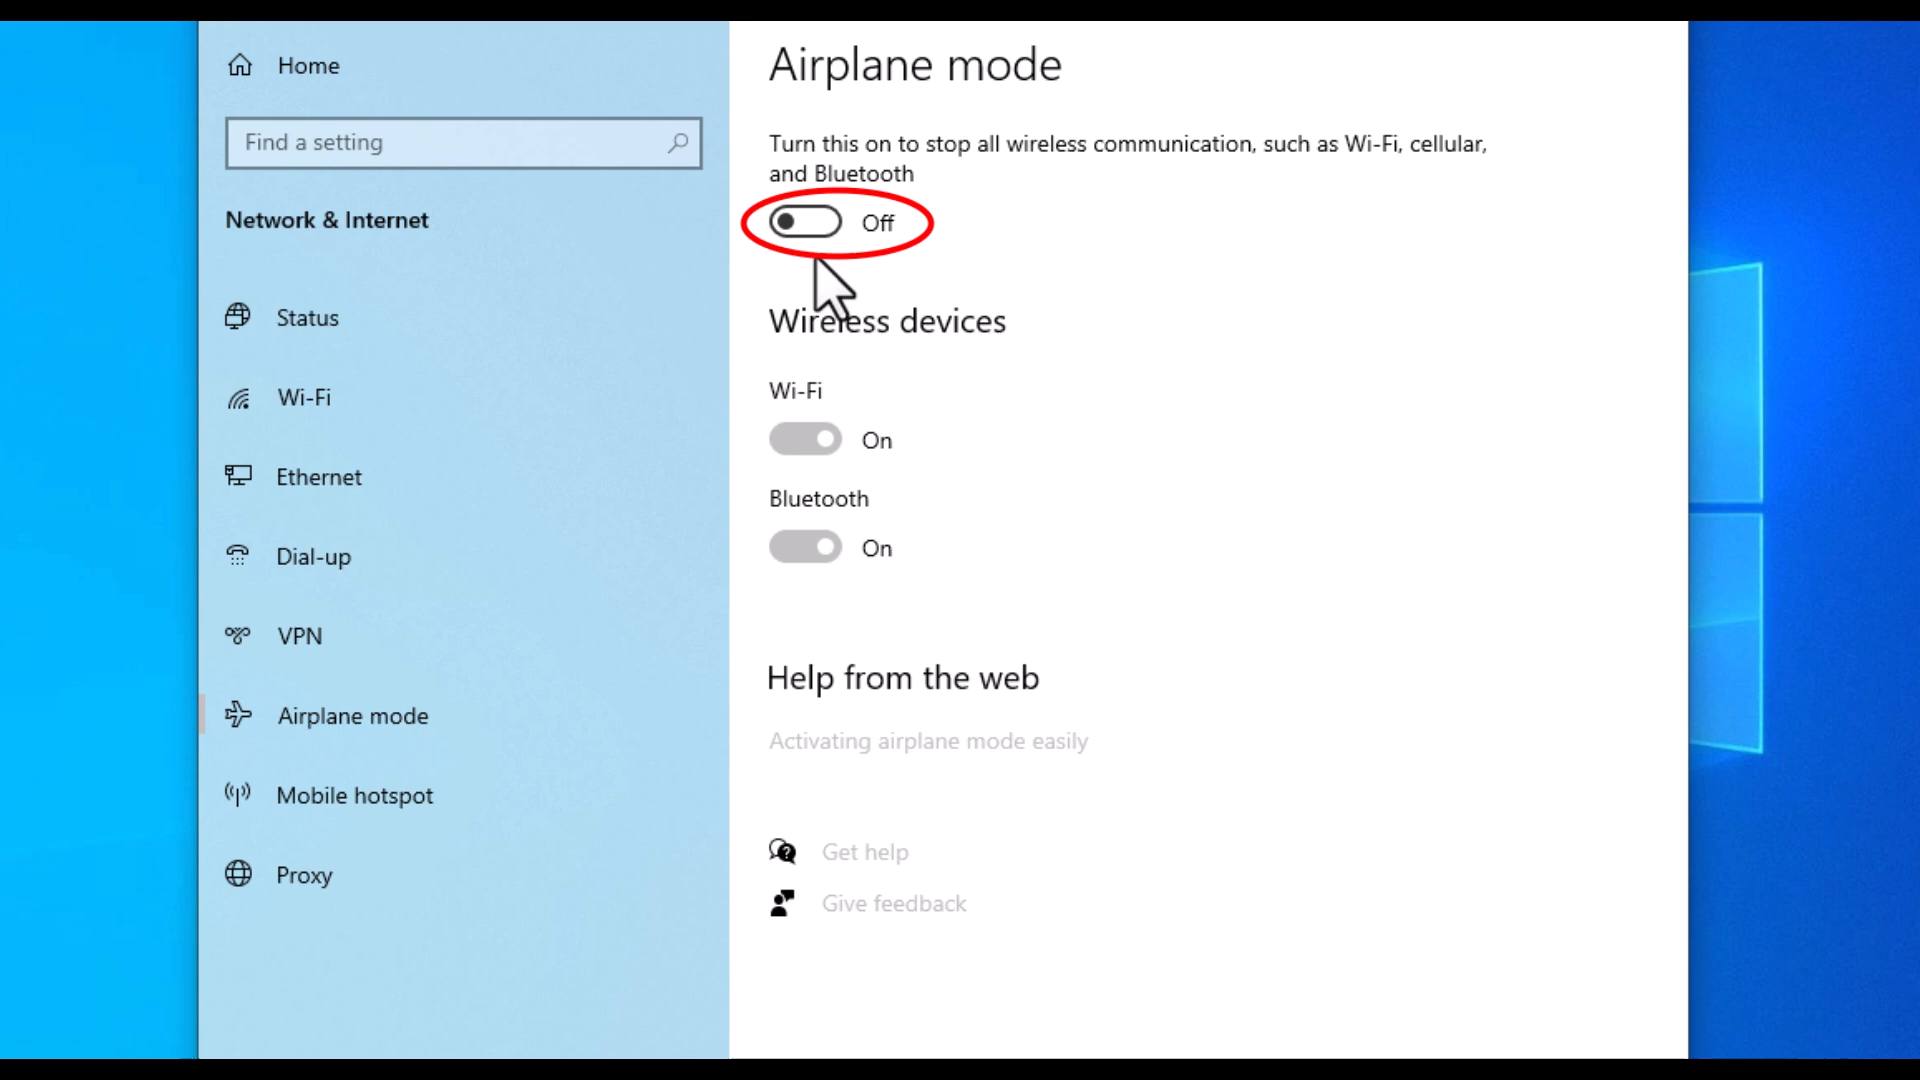 Home
Find a setting
Network & Internet
Status
Wi-Fi
Ethernet
Dial-up
VPN
Airplane mode
Mobile hotspot
Proxy
Airplane mode
Turn this on to stop all wireless communication, such as Wi-Fi, cellular,
and Bluetooth
Off
Wireless devices
Wi-Fi
On
Bluetooth
On
Help from the web
Activating airplane mode easily
Get help
Give feedback